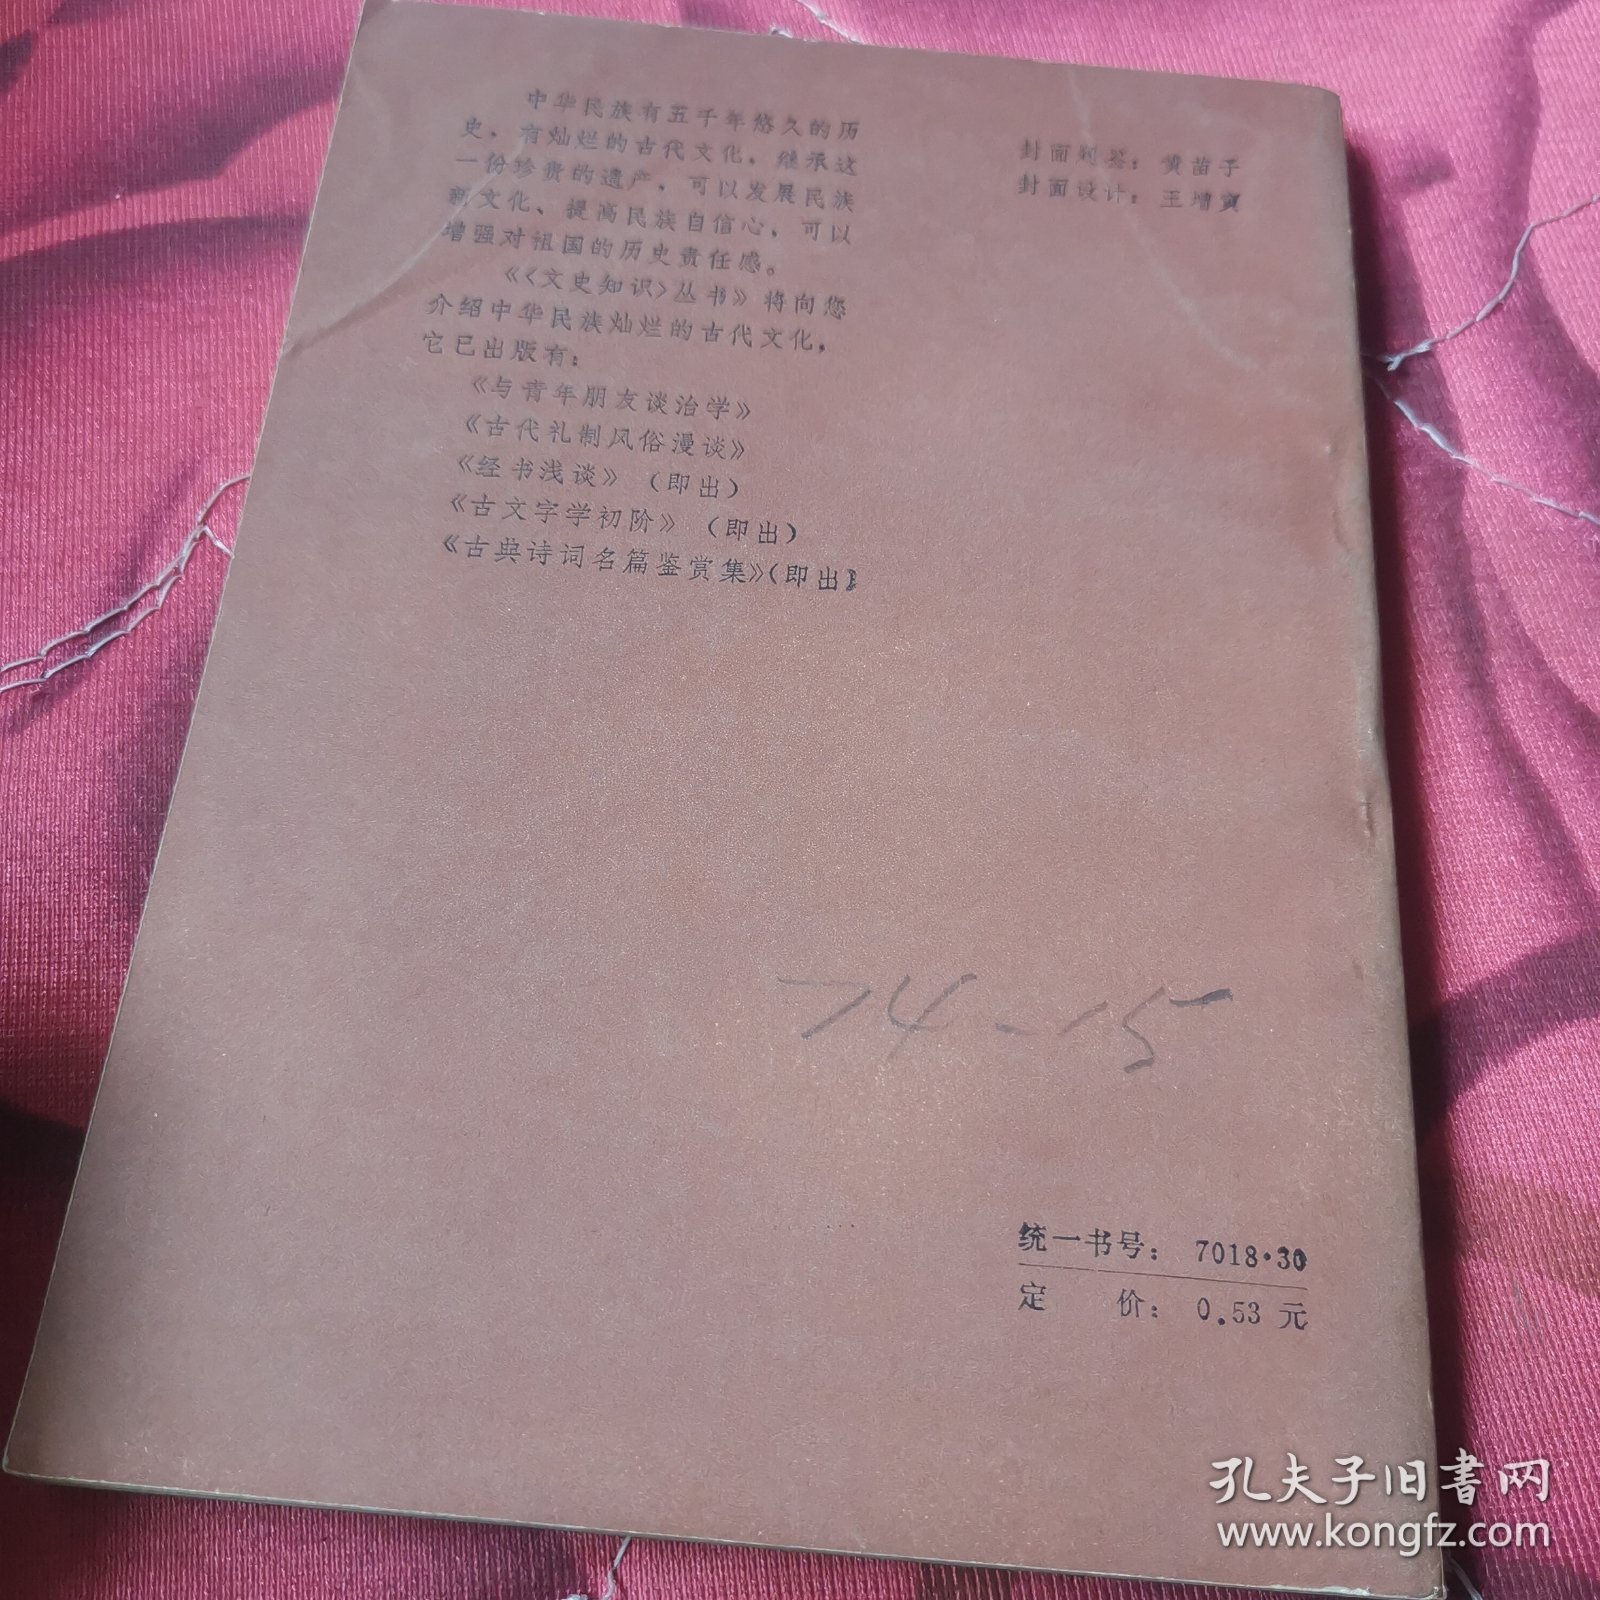 中华民族有五千年悠久的历
史，有灿烂的古代文化，继承这
一份珍贵的遗产，可以发展民族
新文化、提高民族自信心，可以
增强对祖国的历史责任感。
《〈文史知识〉丛书》将向您
介绍中华民族灿烂的古代文化，
它已出版有：
《与青年朋友谈治学》
《古代礼制风俗漫谈》
《经书浅谈》（即出）
《古文字学初阶》（即出）
《古典诗词名篇鉴赏集》（即出）
封面题签：黄苗子
封面设计：王增寅
74-15
统一书号：7018·30
定　价：0.53 元
孔夫子旧书网
www.kongfz.com